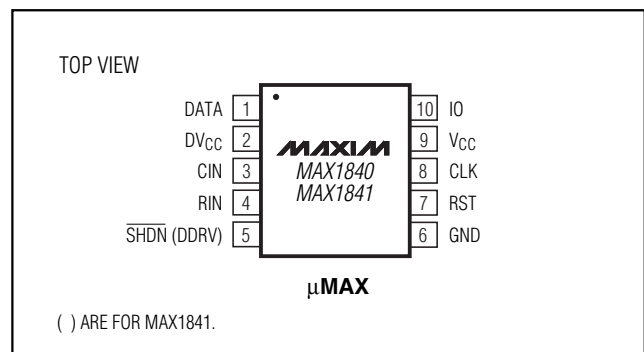 TOP VIEW
DATA 1
DVCC 2
CIN 3
RIN 4
SHDN (DDRV) 5
MAXIM
MAX1840
MAX1841
10 IO
9 VCC
8 CLK
7 RST
6 GND
μMAX
( ) ARE FOR MAX1841.